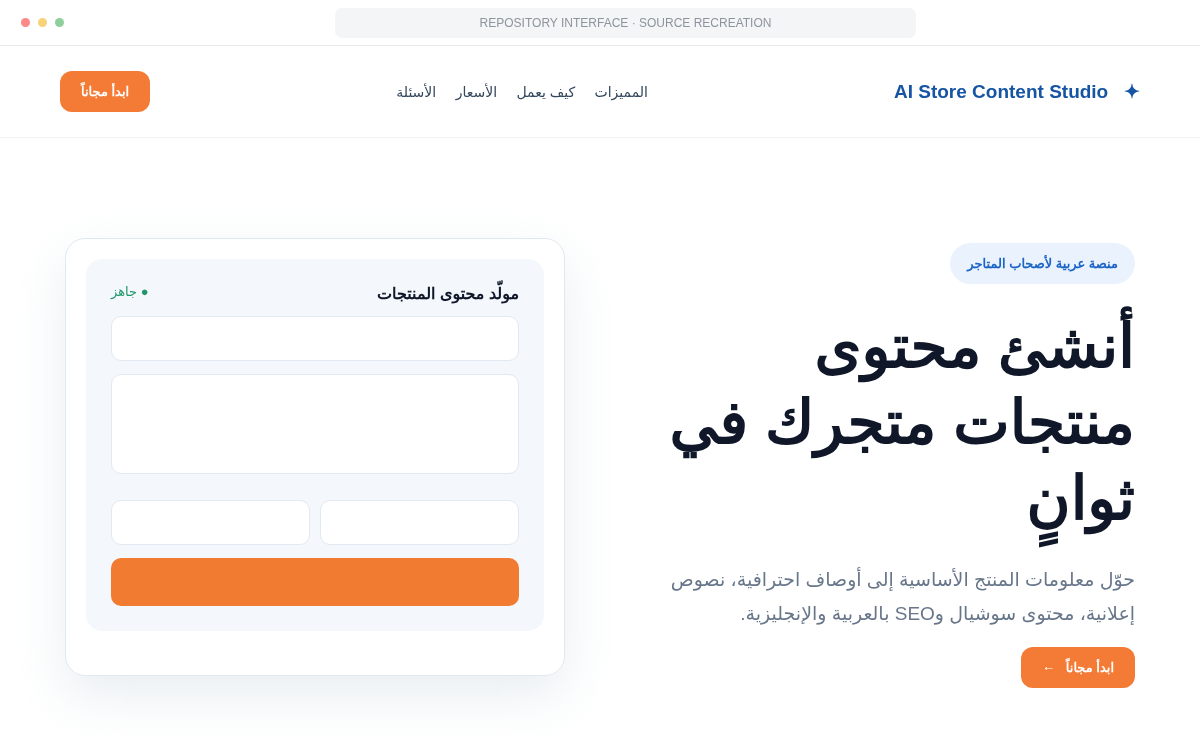 REPOSITORY INTERFACE · SOURCE RECREATION
✦ AI Store Content Studio
المميزات كيف يعمل الأسعار الأسئلة
ابدأ مجاناً
منصة عربية لأصحاب المتاجر
أنشئ محتوى
منتجات متجرك في
ثوانٍ
حوّل معلومات المنتج الأساسية إلى أوصاف احترافية، نصوص
إعلانية، محتوى سوشيال وSEO بالعربية والإنجليزية.
ابدأ مجاناً ←
مولّد محتوى المنتجات
● جاهز